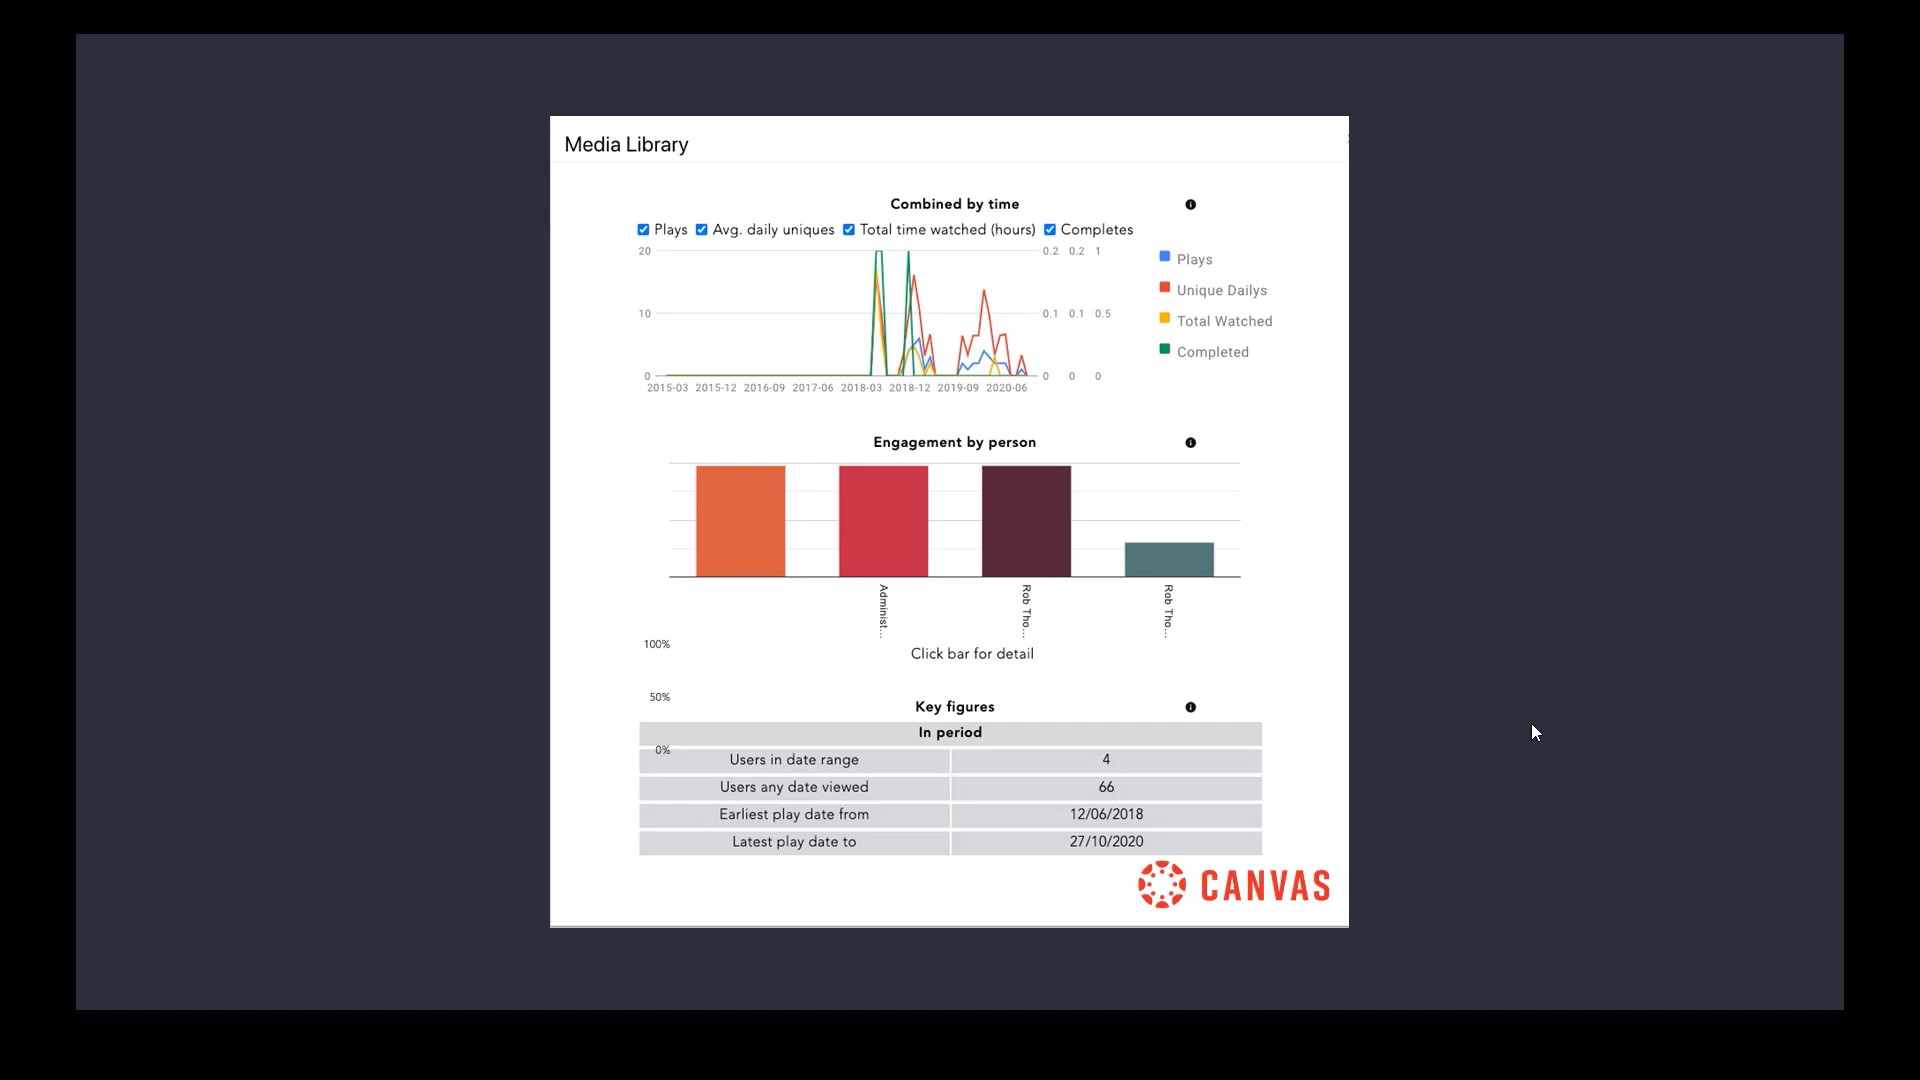 Media Library
Combined by time
Plays Avg. daily uniques Total time watched (hours) Completes
20 0.2 0.2 1
10 0.1 0.1 0.5
0 0 0 0
2015-03 2015-12 2016-09 2017-06 2018-03 2018-12 2019-09 2020-06
Plays
Unique Dailys
Total Watched
Completed
Engagement by person
Administ...
Rob Tho...
Rob Tho...
100%
50%
0%
Click bar for detail
Key figures
In period
Users in date range 4
Users any date viewed 66
Earliest play date from 12/06/2018
Latest play date to 27/10/2020
CANVAS